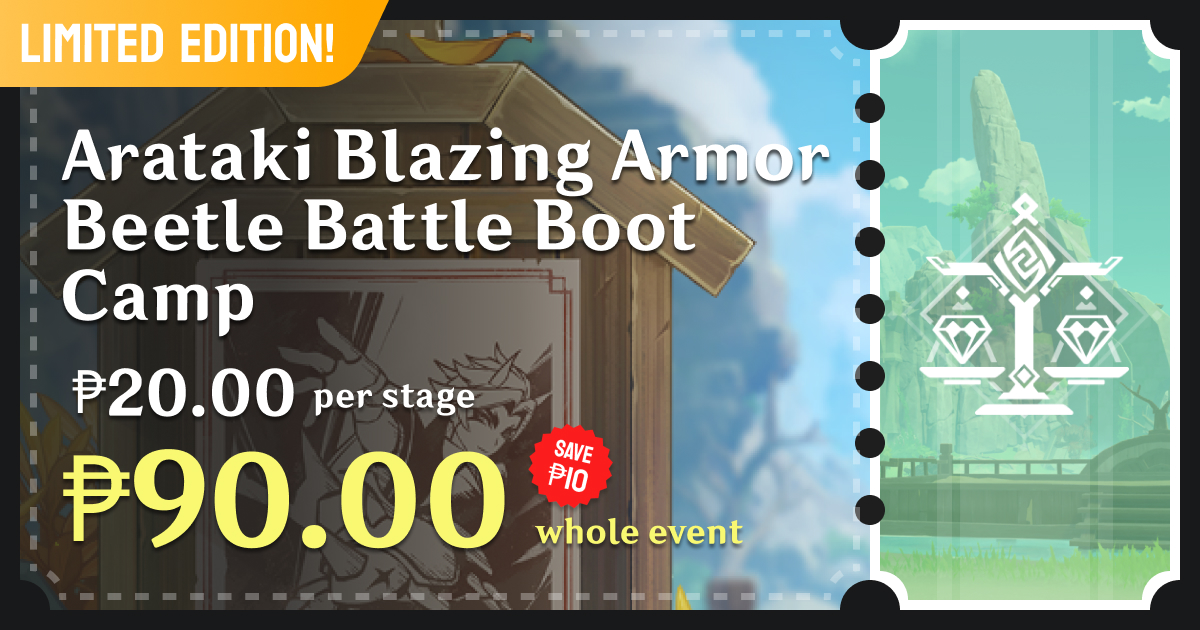 LIMITED EDITION!
Arataki Blazing Armor
Beetle Battle Boot
Camp
₱20.00 per stage
₱90.00
SAVE
₱10
whole event